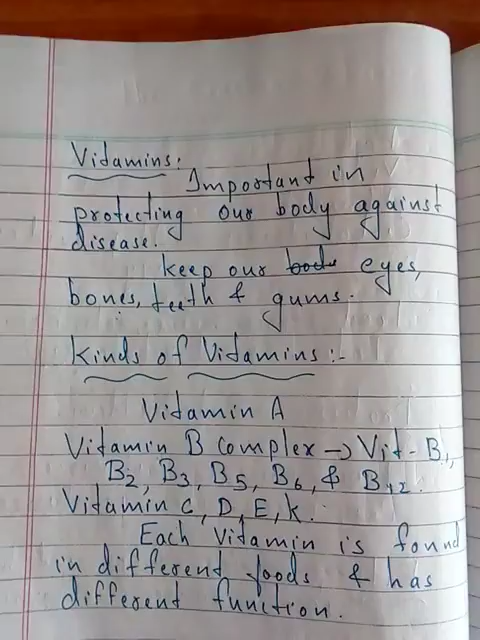 Vitamins:
Important in
protecting our body against
disease.
keep our bode eyes,
bones, teeth & gums.
Kinds of Vitamins :-
Vitamin A
Vitamin B Complex → Vit-B1,
B2, B3, B5, B6, & B12.
Vitamin C, D, E, K.
Each Vitamin is found
in different foods & has
different function.